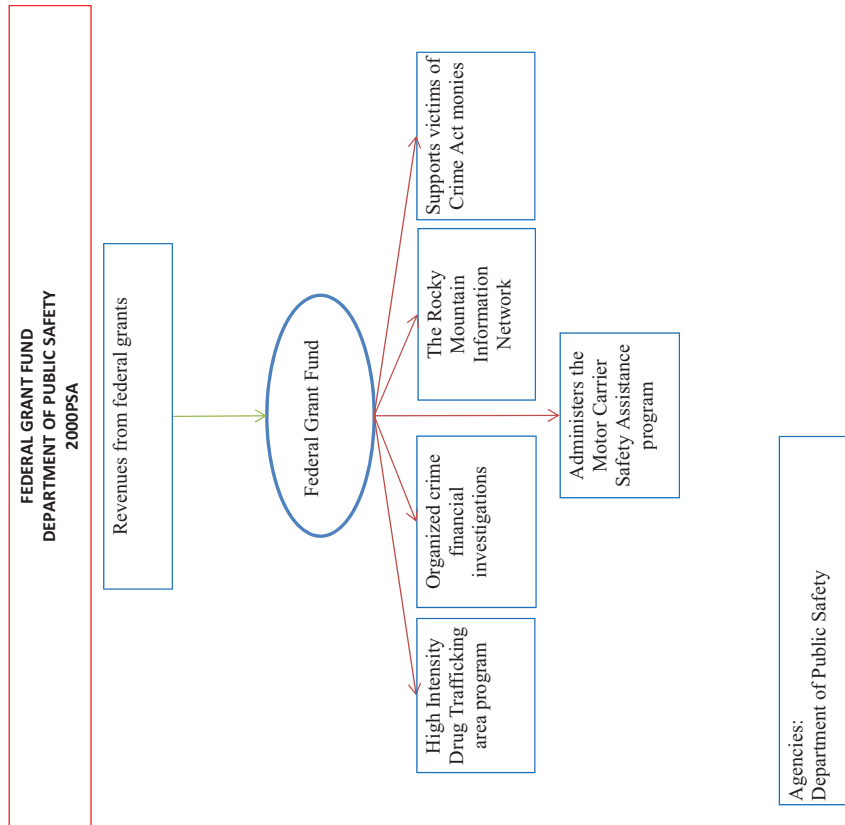 FEDERAL GRANT FUND
DEPARTMENT OF PUBLIC SAFETY
2000PSA
Revenues from federal grants
Federal Grant Fund
High Intensity
Drug Trafficking
area program
Organized crime
financial
investigations
The Rocky
Mountain
Information
Network
Supports victims of
Crime Act monies
Administers the
Motor Carrier
Safety Assistance
program
Agencies:
Department of Public Safety